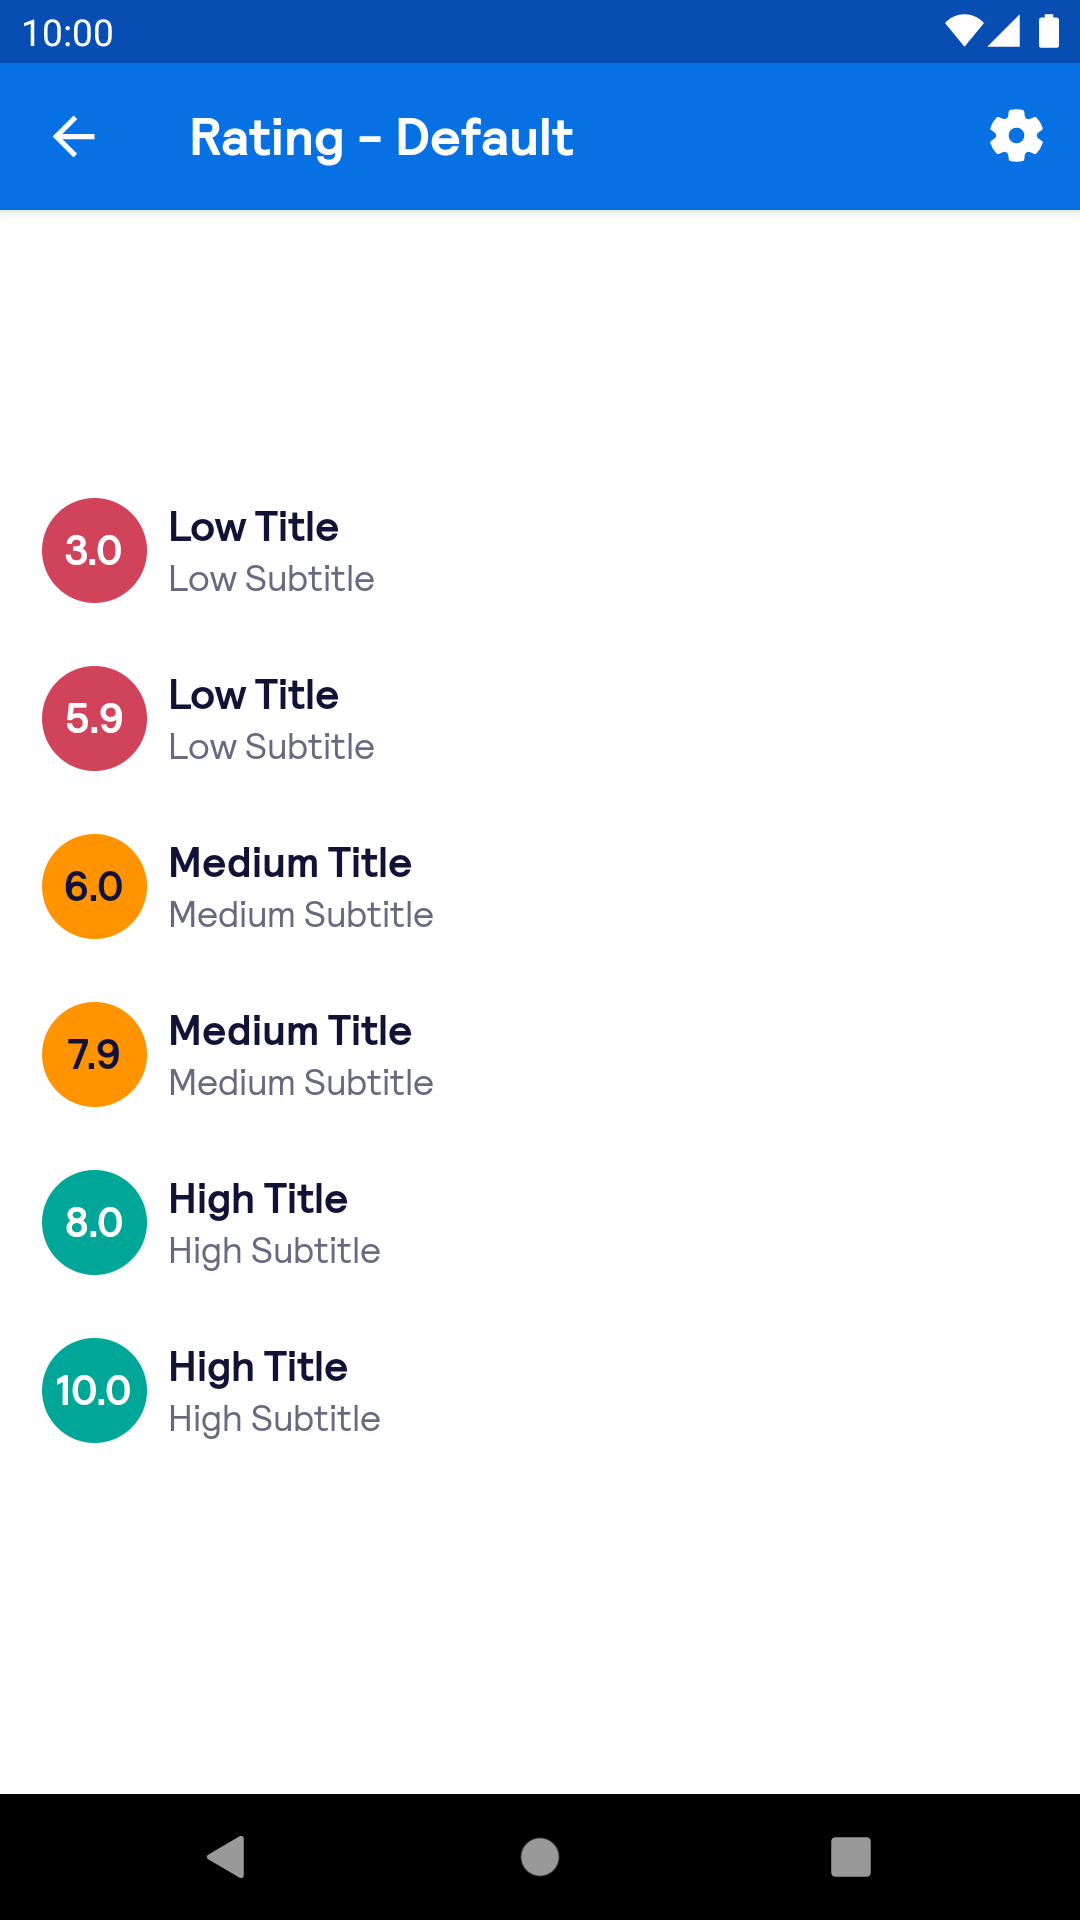 10:00
Rating - Default
3.0
Low Title
Low Subtitle
5.9
Low Title
Low Subtitle
6.0
Medium Title
Medium Subtitle
7.9
Medium Title
Medium Subtitle
8.0
High Title
High Subtitle
10.0
High Title
High Subtitle